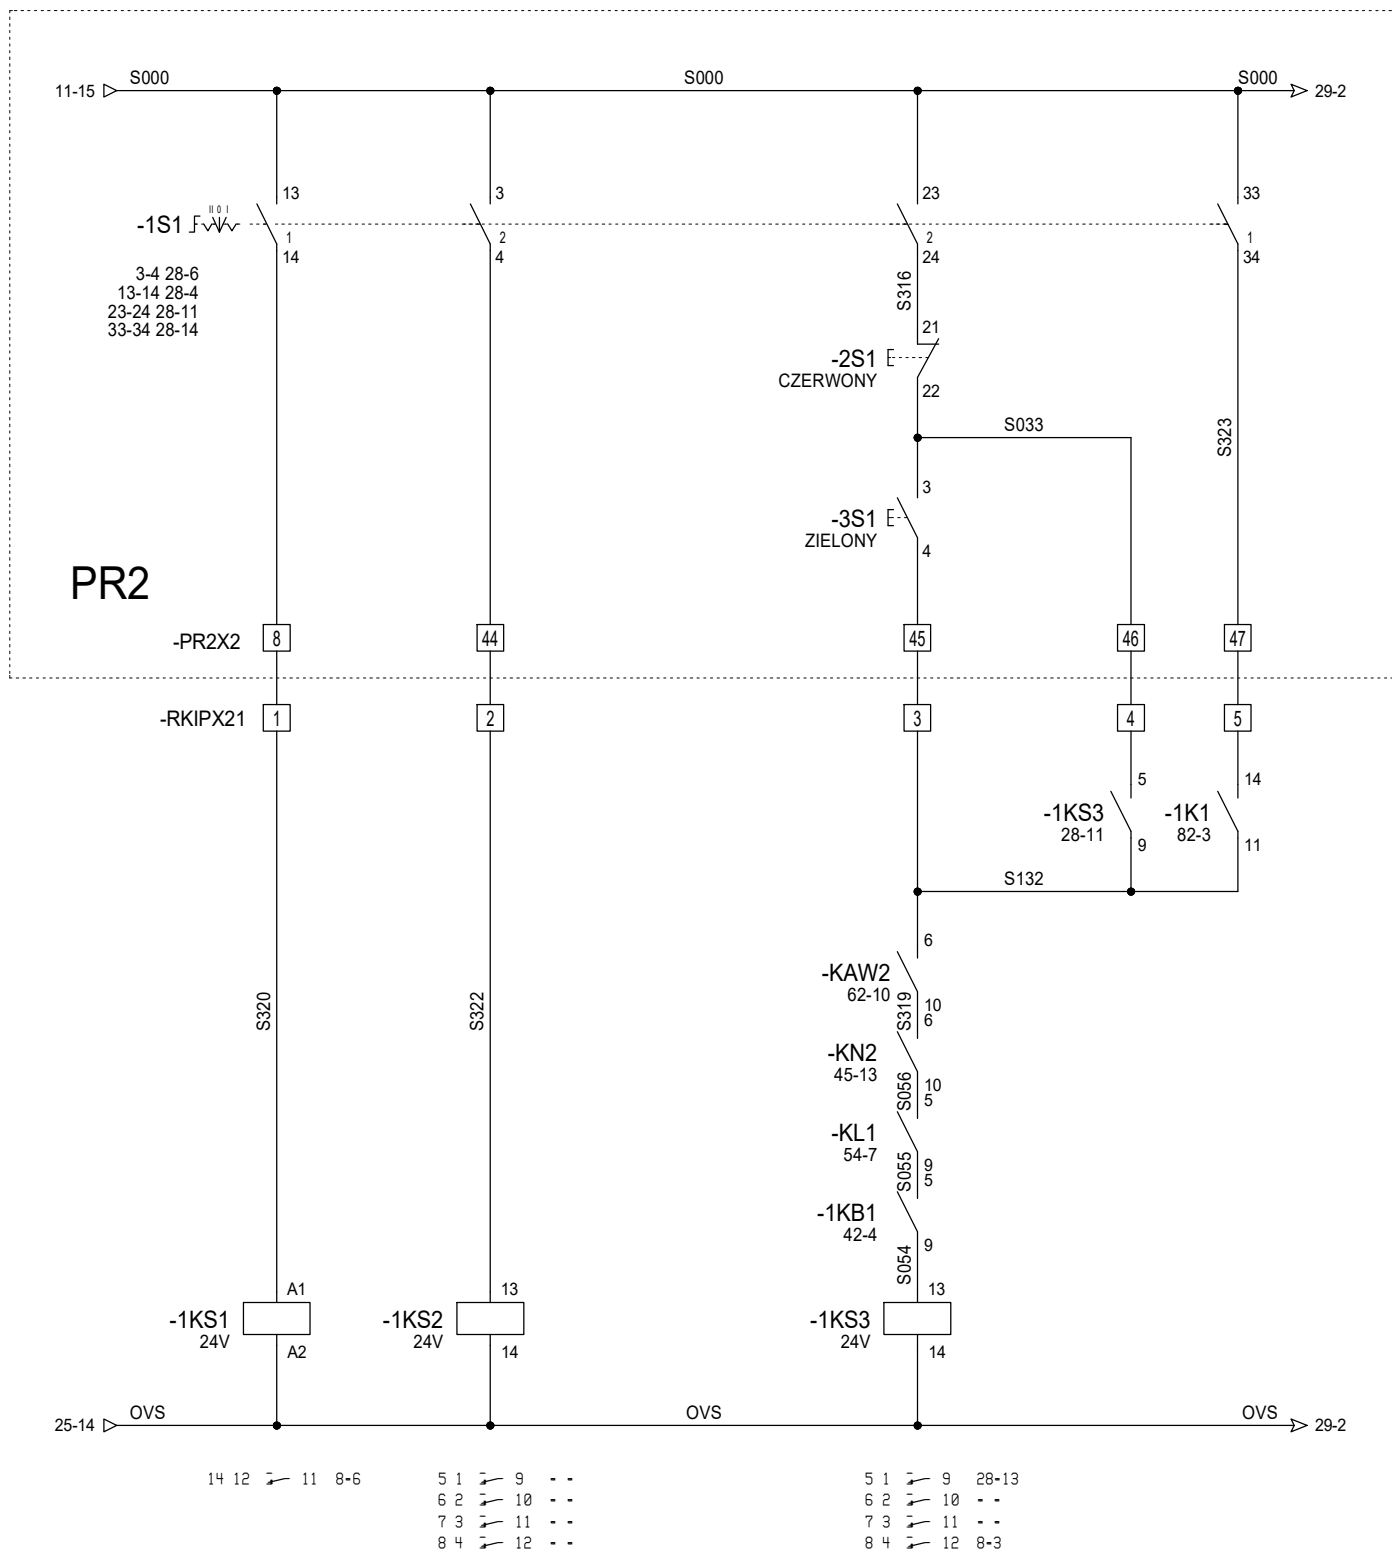 S000 S000 S000
11-15 29-2
13 3 23 33
II 0 I
-1S1
1 2 2 1
14 4 24 34
3-4 28-6
13-14 28-4
23-24 28-11
33-34 28-14
S316
21
-2S1
CZERWONY
22
S033
S323
3
-3S1
ZIELONY
4
PR2
-PR2X2 8 44 45 46 47
-RKIPX21 1 2 3 4 5
5 14
-1KS3 -1K1
28-11 82-3
9 11
S132
6
-KAW2
62-10
S320 S322 S319
10
6
-KN2
45-13
S056
10
5
-KL1
54-7
S055
9
5
-1KB1
42-4
S054
9
A1 13 13
-1KS1 -1KS2 -1KS3
24V 24V 24V
A2 14 14
OVS OVS OVS
25-14 29-2
14 12 11 8-6 5 1 9 - - 5 1 9 28-13
6 2 10 - - 6 2 10 - -
7 3 11 - - 7 3 11 - -
8 4 12 - - 8 4 12 8-3